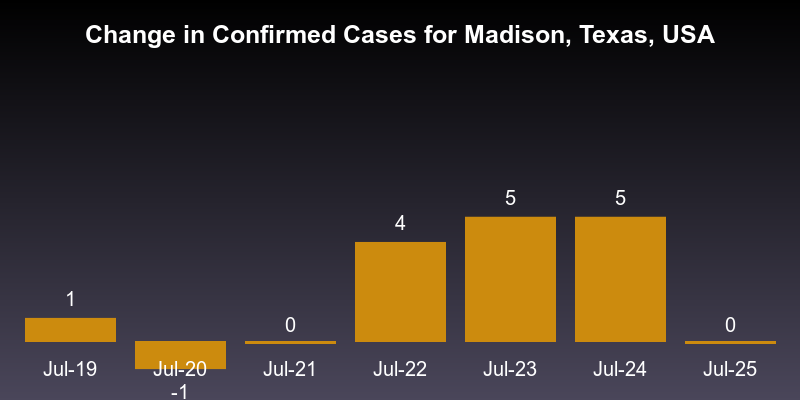 Change in Confirmed Cases for Madison, Texas, USA
5 5
4
1
0 0
Jul-19 Jul-20 Jul-21 Jul-22 Jul-23 Jul-24 Jul-25
-1